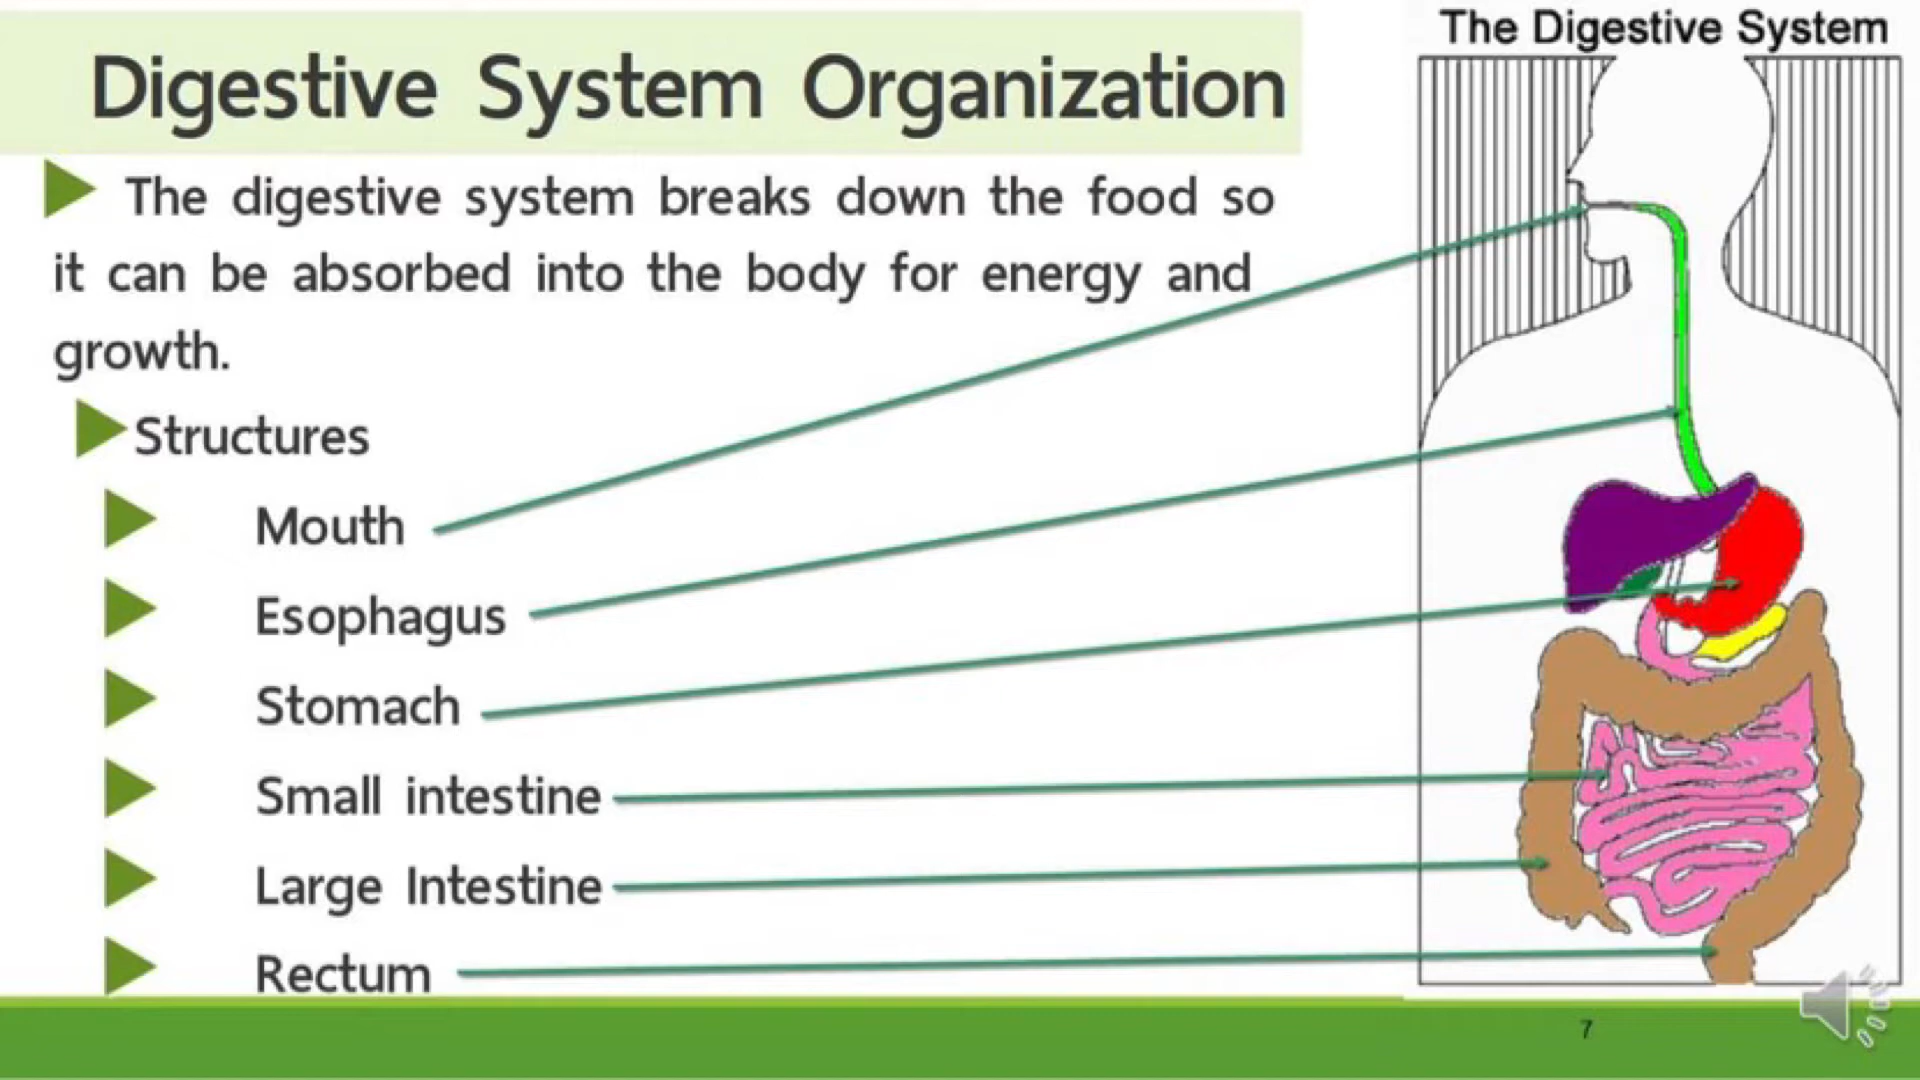 Digestive System Organization
The Digestive System
The digestive system breaks down the food so
it can be absorbed into the body for energy and
growth.
Structures
Mouth
Esophagus
Stomach
Small intestine
Large Intestine
Rectum
7